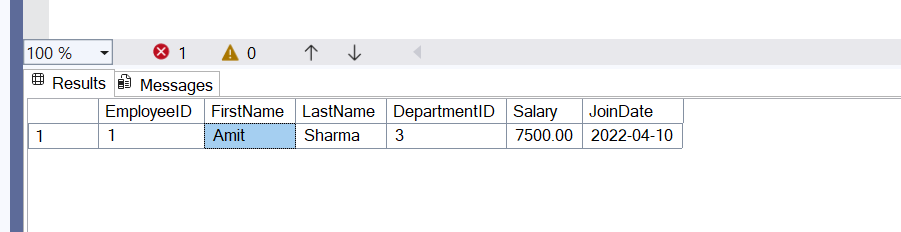 100 % 1 0
Results Messages
EmployeeID FirstName LastName DepartmentID Salary JoinDate
1 1 Amit Sharma 3 7500.00 2022-04-10